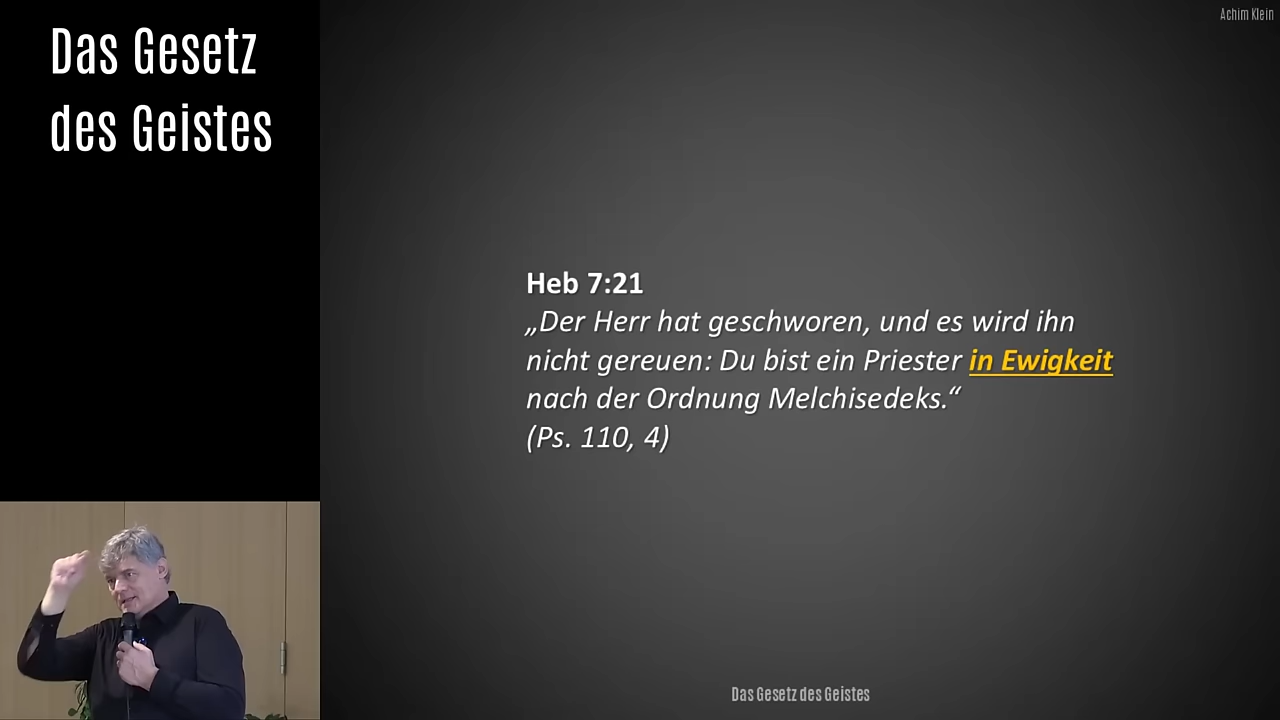 Das Gesetz
des Geistes
Achim Klein
Heb 7:21
„Der Herr hat geschworen, und es wird ihn
nicht gereuen: Du bist ein Priester in Ewigkeit
nach der Ordnung Melchisedeks.“
(Ps. 110, 4)
Das Gesetz des Geistes